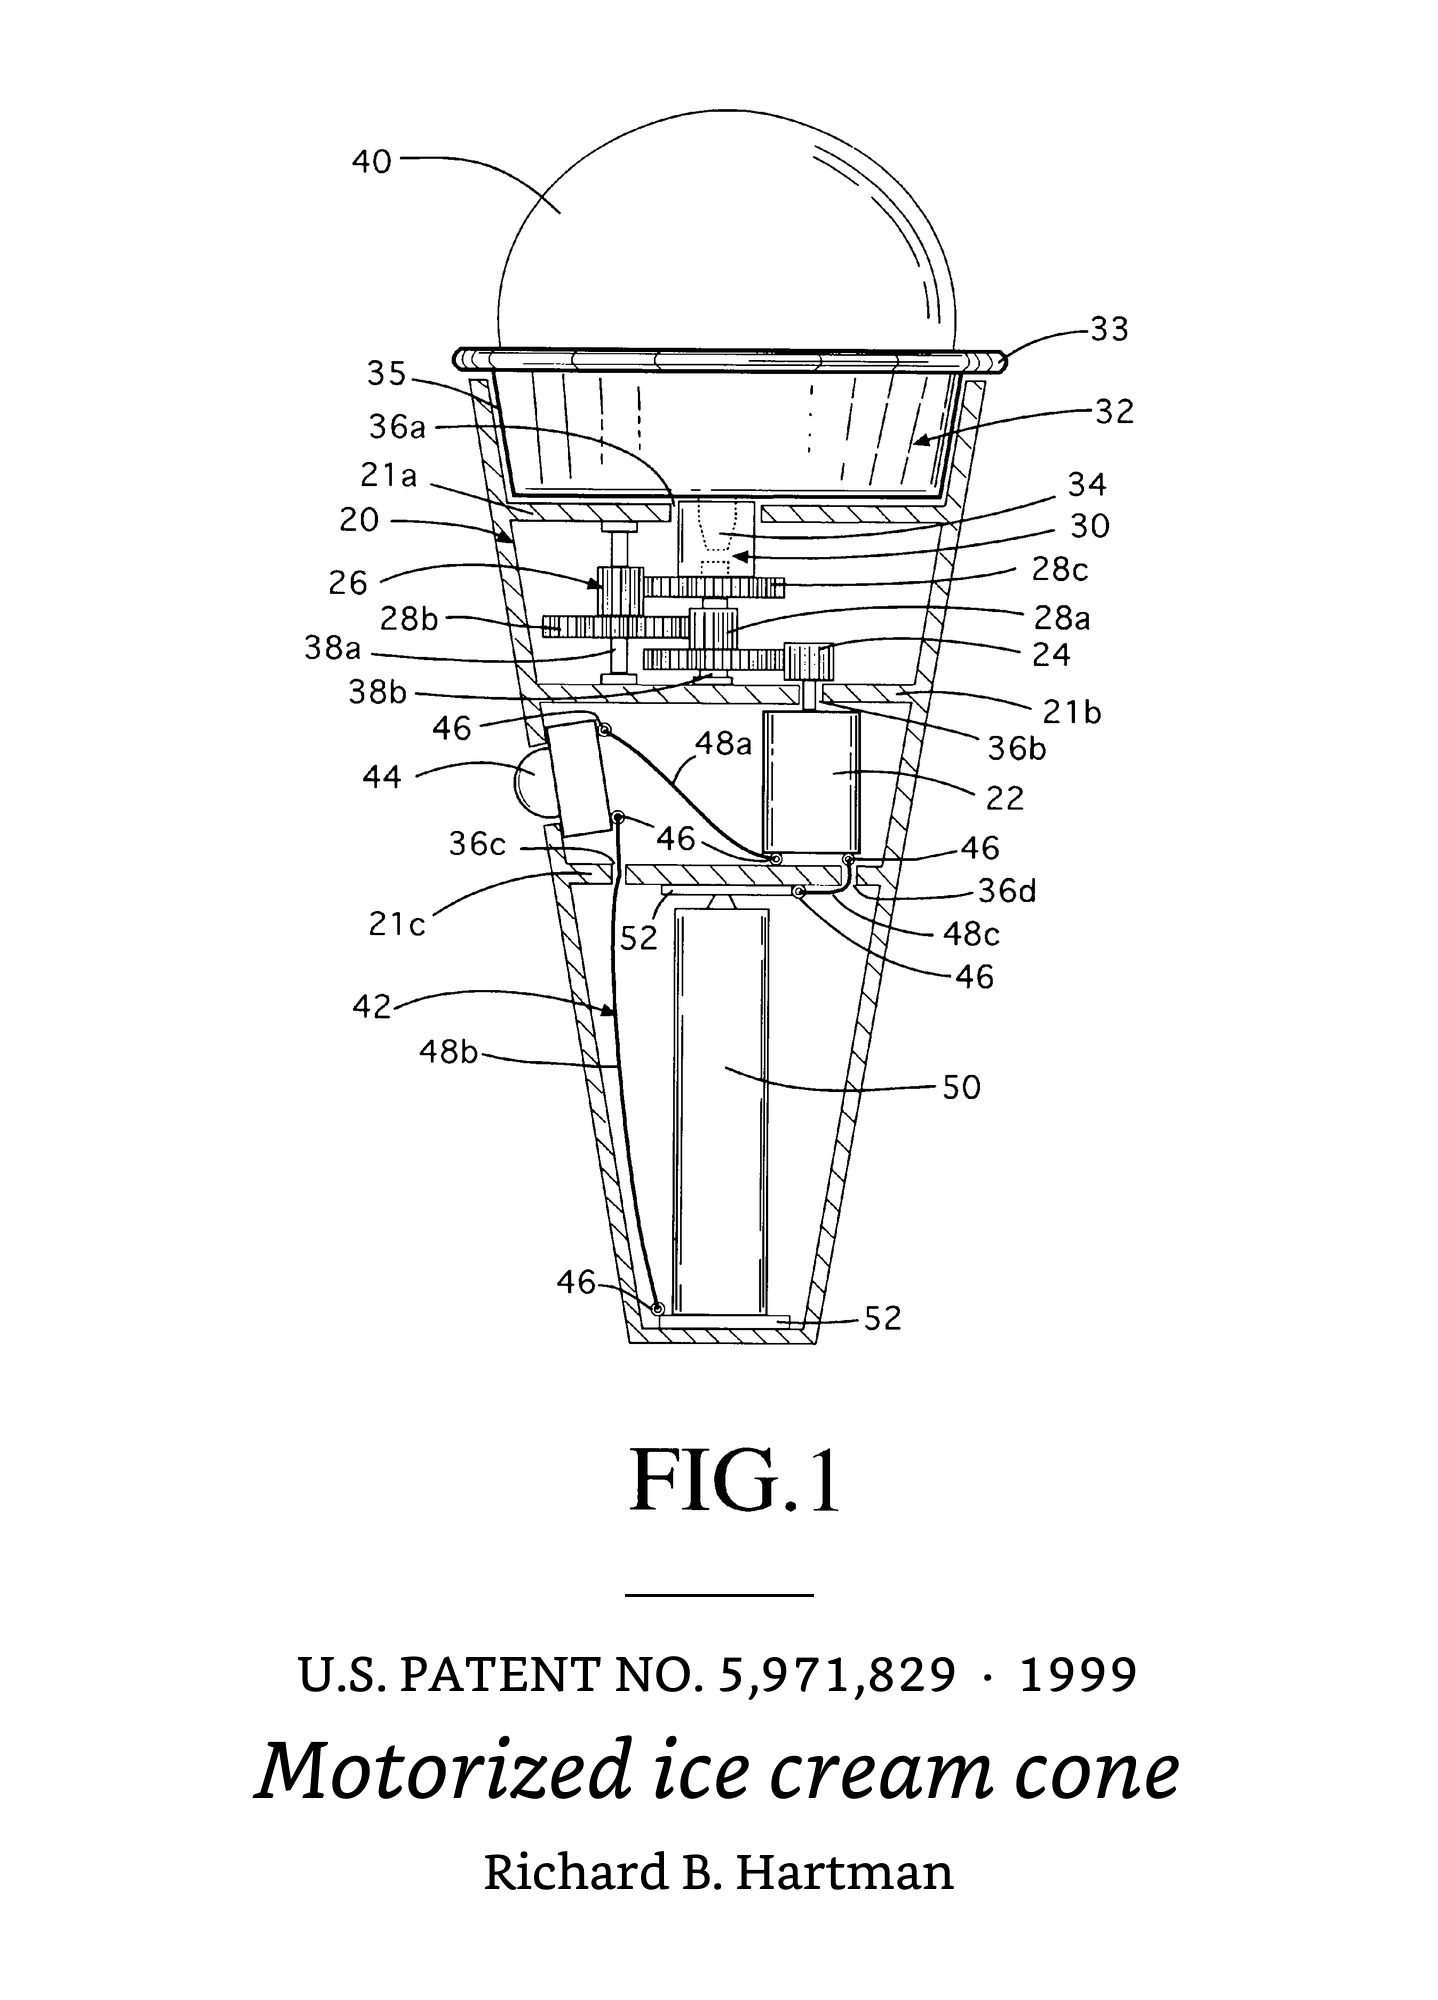 40
33
35
32
36a
21a
34
20
30
28c
26
28b
28a
38a
24
38b
21b
46
48a
36b
44
22
46
36c
46
36d
21c
52
48c
46
42
48b
50
46
52
FIG.1
U.S. PATENT NO. 5,971,829 · 1999
Motorized ice cream cone
Richard B. Hartman